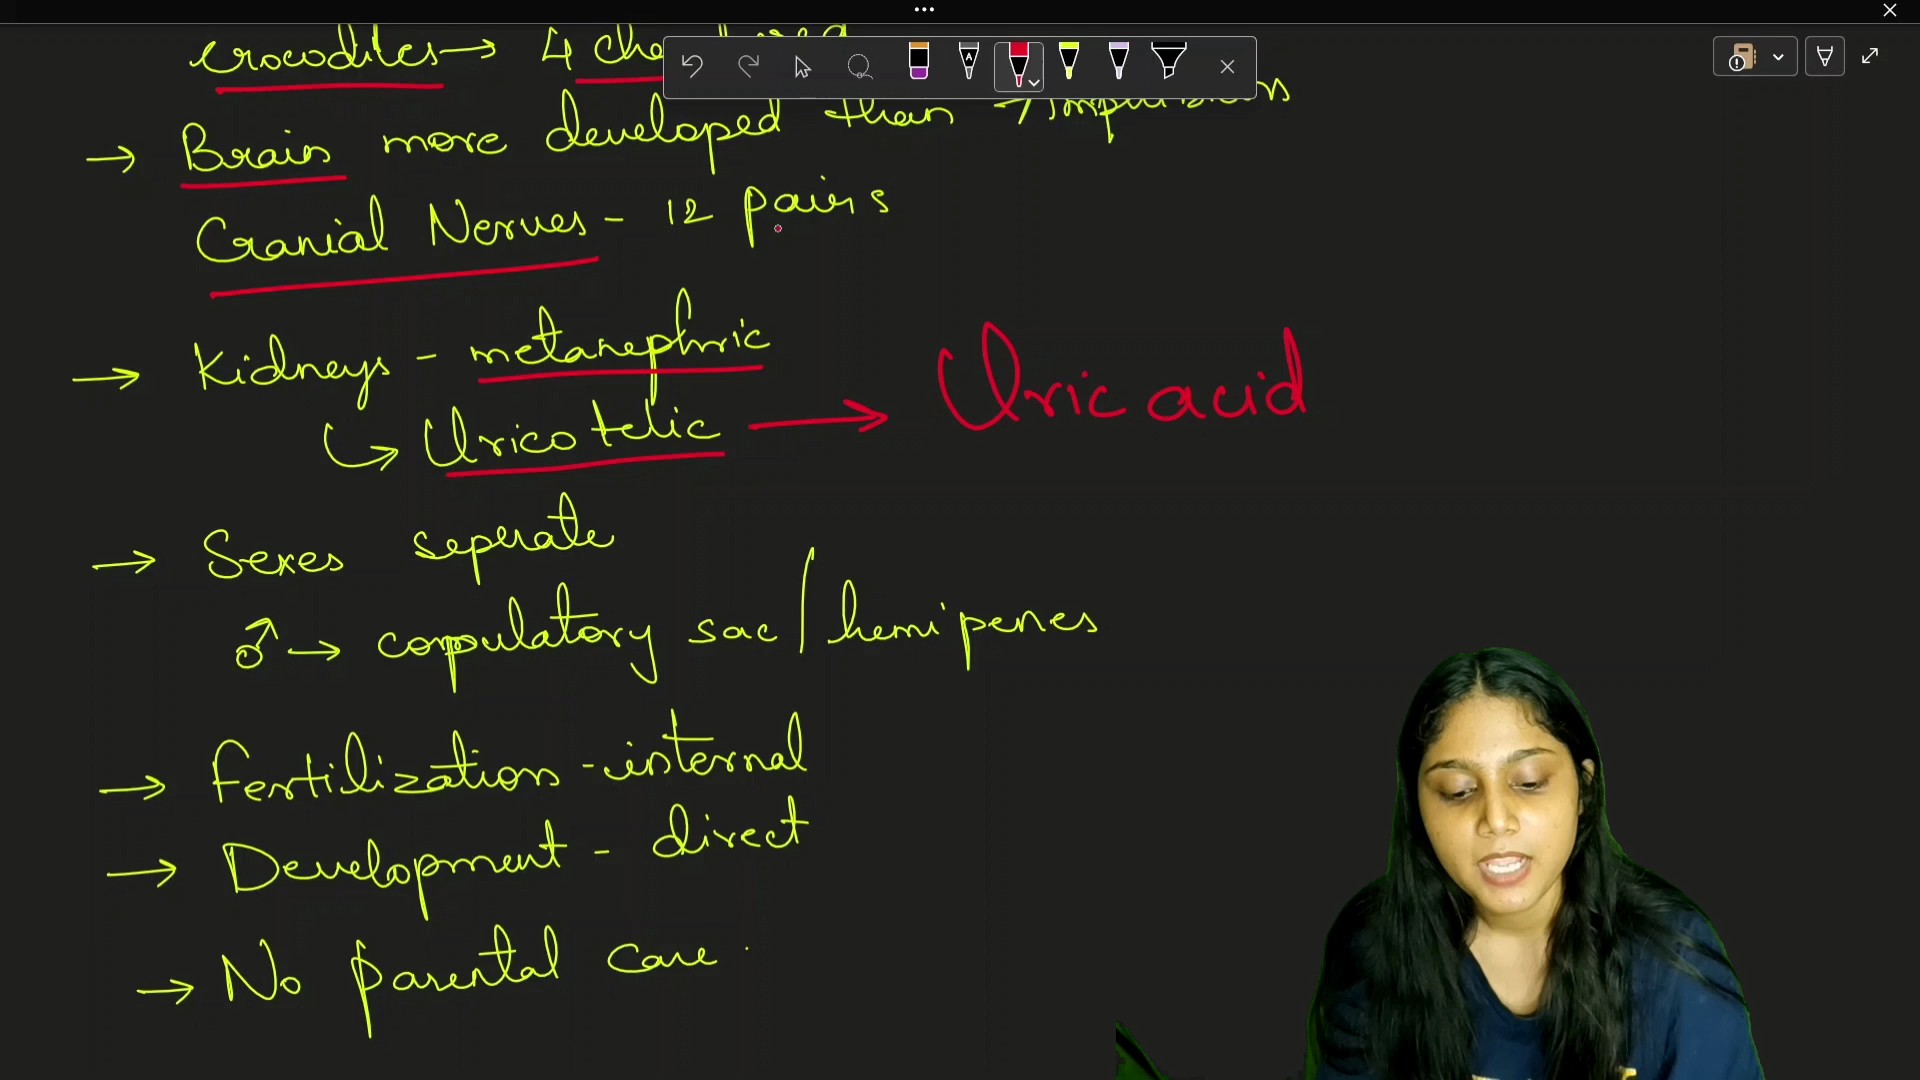 Crocodiles → 4
→ Brain more developed than
Cranial Nerves - 12 pairs
→ Kidneys - metanephric
↳ Uricotelic → Uric acid
→ Sexes seperate
♂ → copulatory sac / hemipenes
→ Fertilization - internal
→ Development - direct
→ No parental care